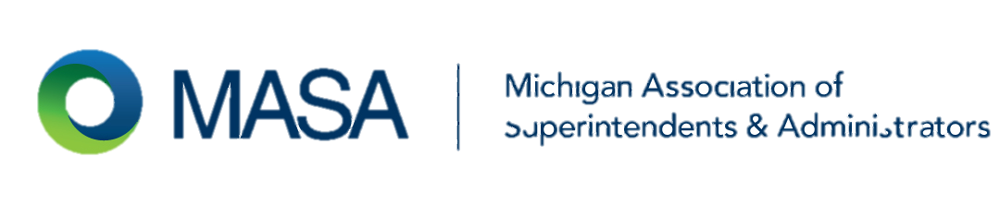 MASA
Michigan Association of
Superintendents & Administrators